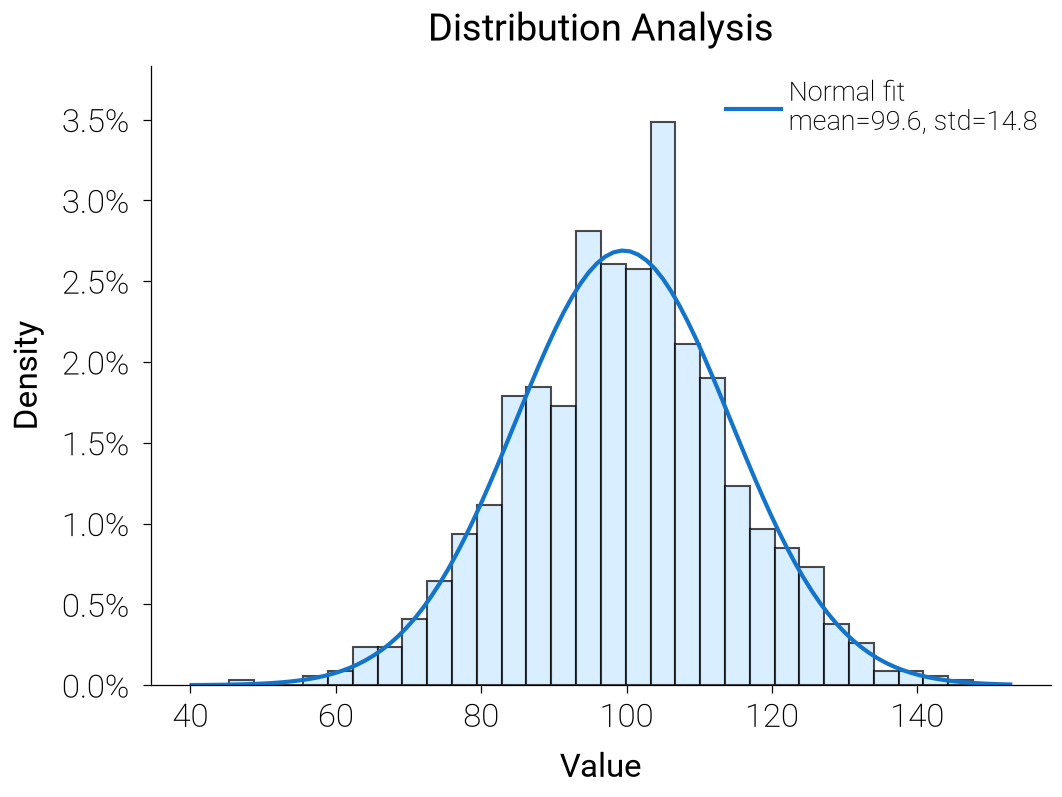 Distribution Analysis
Normal fit
mean=99.6, std=14.8
3.5%
3.0%
2.5%
2.0%
1.5%
1.0%
0.5%
0.0%
Density
40 60 80 100 120 140
Value